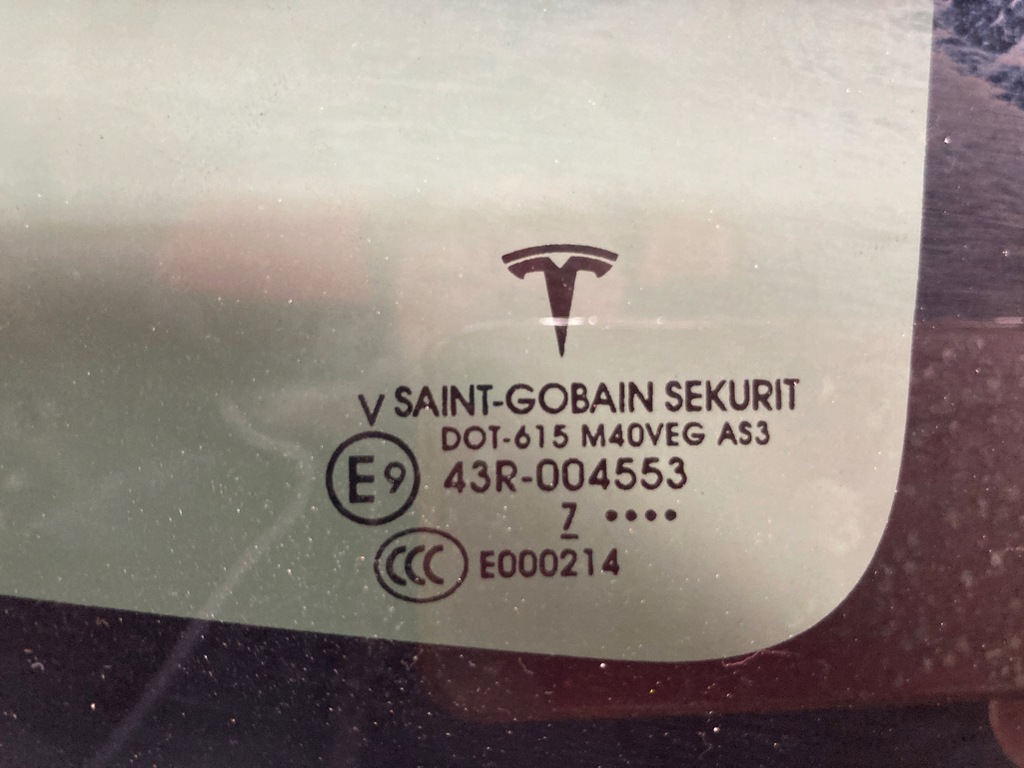 V SAINT-GOBAIN SEKURIT
DOT-615 M40VEG AS3
E9 43R-004553
7 ••••
CCC E000214